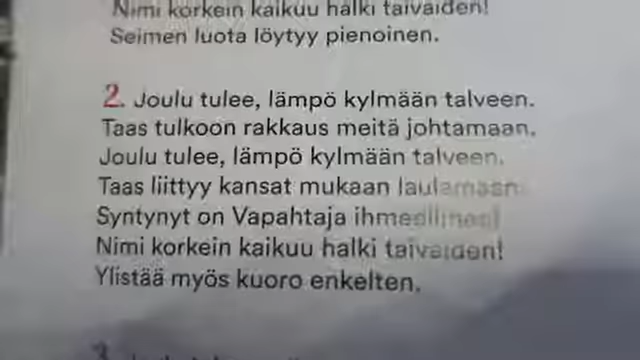 Nimi korkein kaikuu halki taivaiden!
Seimen luota löytyy pienoinen.
2. Joulu tulee, lämpö kylmään talveen.
Taas tulkoon rakkaus meitä johtamaan.
Joulu tulee, lämpö kylmään talveen.
Taas liittyy kansat mukaan laulamaan.
Syntynyt on Vapahtaja ihmeellinen!
Nimi korkein kaikuu halki taivaiden!
Ylistää myös kuoro enkelten.
3.